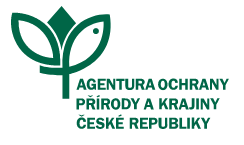 AGENTURA OCHRANY
PŘÍRODY A KRAJINY
ČESKÉ REPUBLIKY